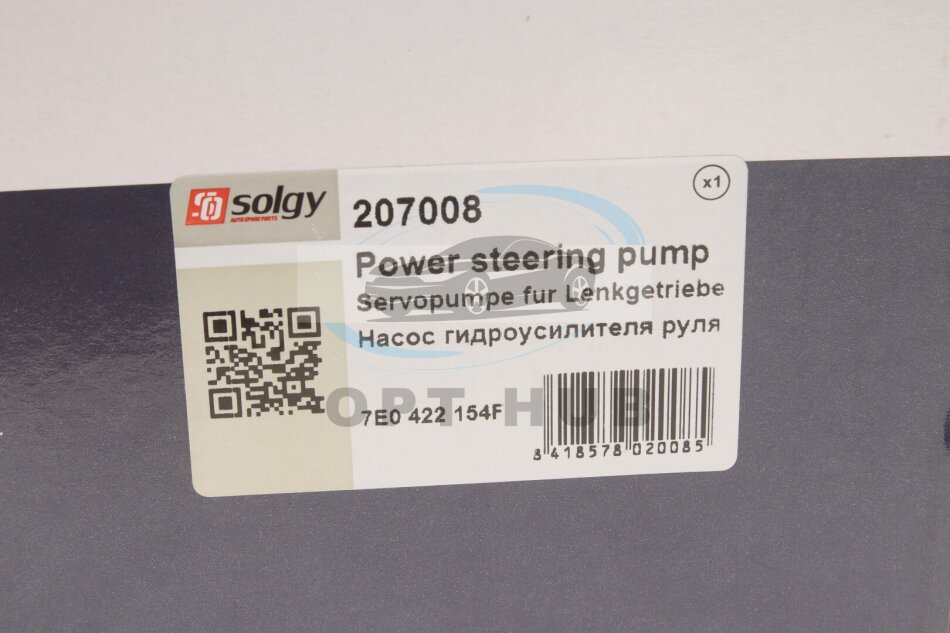 solgy
AUTO SPARE PARTS
x1
207008
Power steering pump
Servopumpe fur Lenkgetriebe
Насос гидроусилителя руля
OPT HUB
7E0 422 154F
8 418578 020085